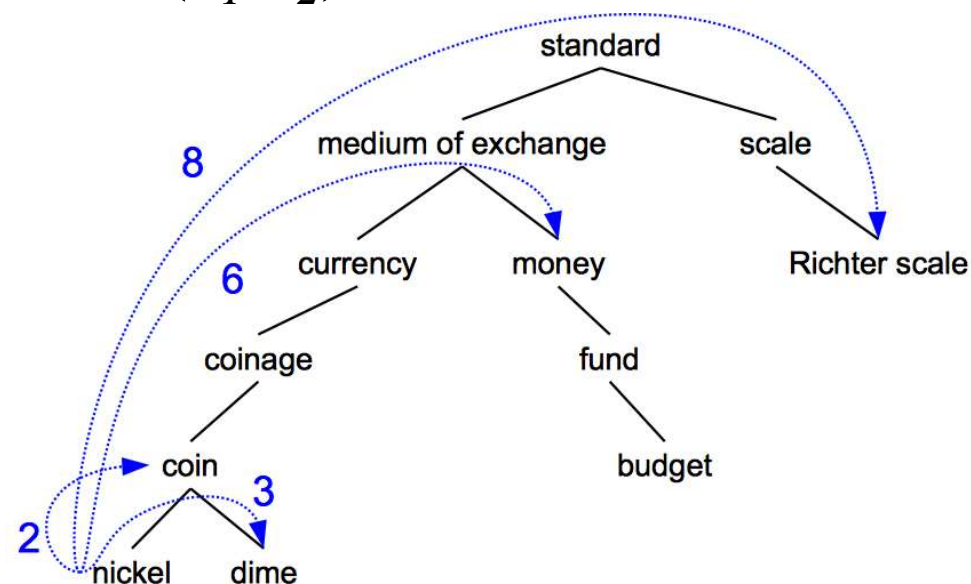 standard
8
medium of exchange scale
6 currency money Richter scale
coinage fund
coin budget
3
2
nickel dime